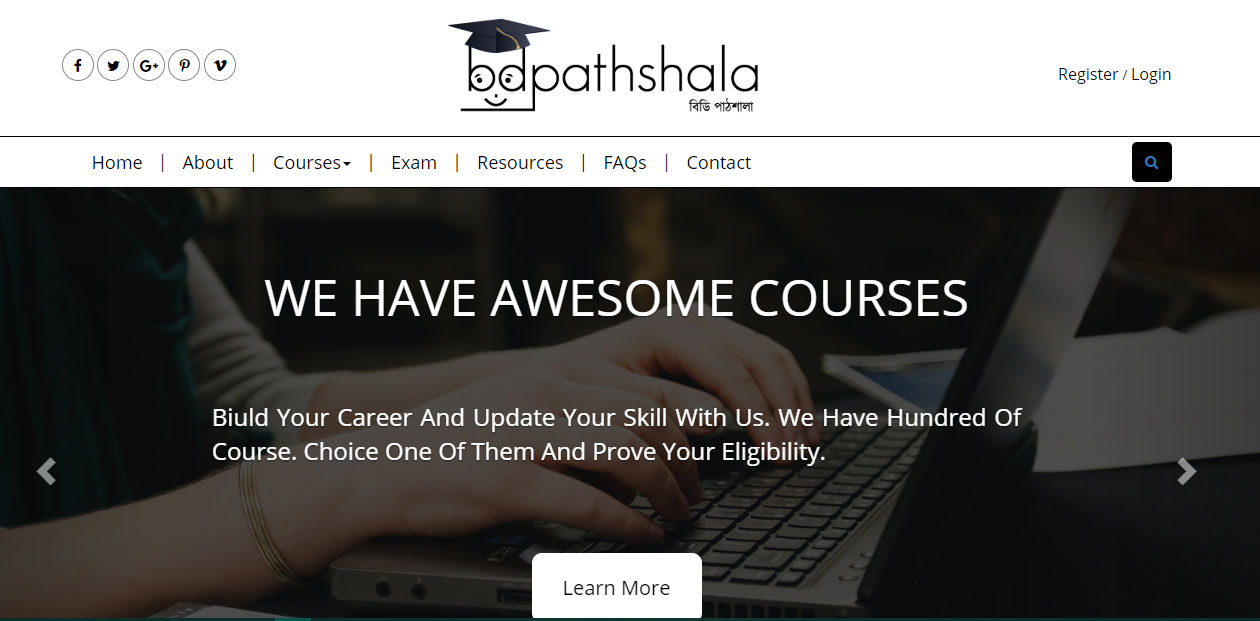 bdpathshala
বিডি পাঠশালা
Register / Login
Home | About | Courses | Exam | Resources | FAQs | Contact
WE HAVE AWESOME COURSES
Biuld Your Career And Update Your Skill With Us. We Have Hundred Of
Course. Choice One Of Them And Prove Your Eligibility.
Learn More